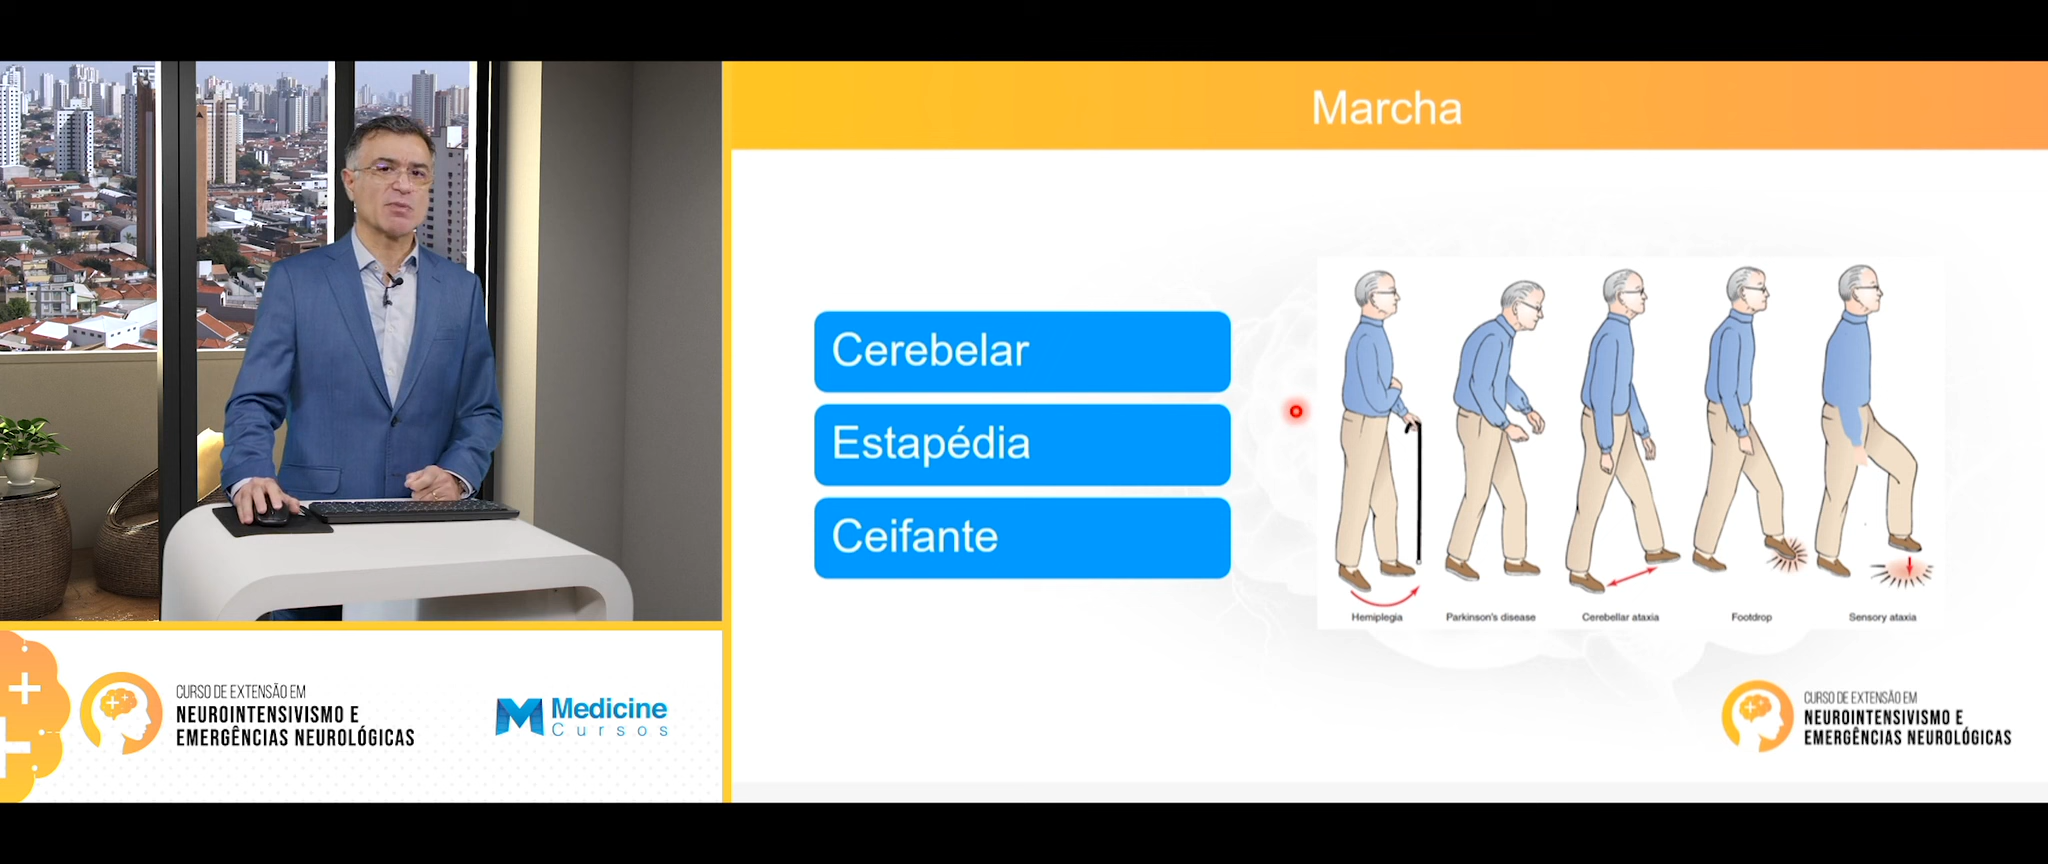 Marcha
Cerebelar
Estapédia
Ceifante
Hemiplegia
Parkinson's disease
Cerebellar ataxia
Footdrop
Sensory ataxia
CURSO DE EXTENSÃO EM
NEUROINTENSIVISMO E
EMERGÊNCIAS NEUROLÓGICAS
Medicine
Cursos
CURSO DE EXTENSÃO EM
NEUROINTENSIVISMO E
EMERGÊNCIAS NEUROLÓGICAS